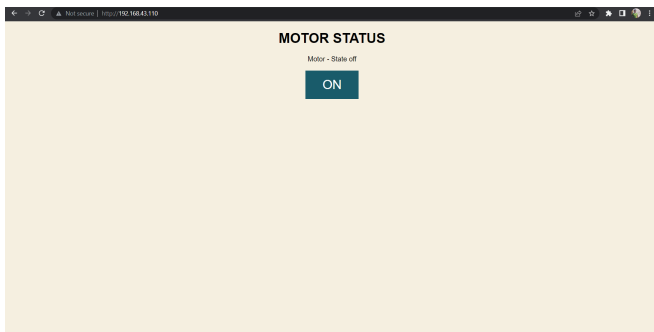 Not secure | http://192.168.43.110
MOTOR STATUS
Motor - State off
ON